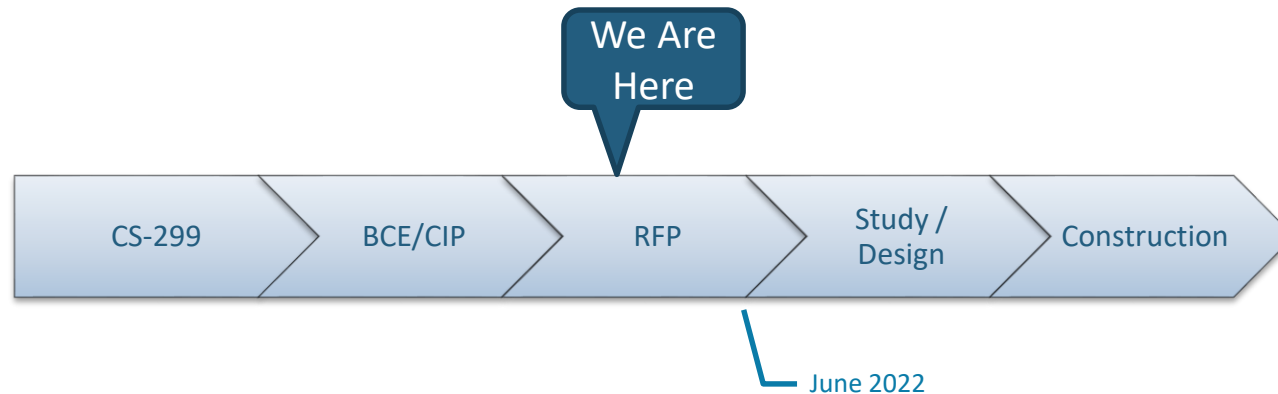 We Are
Here
CS-299
BCE/CIP
RFP
Study /
Design
Construction
June 2022